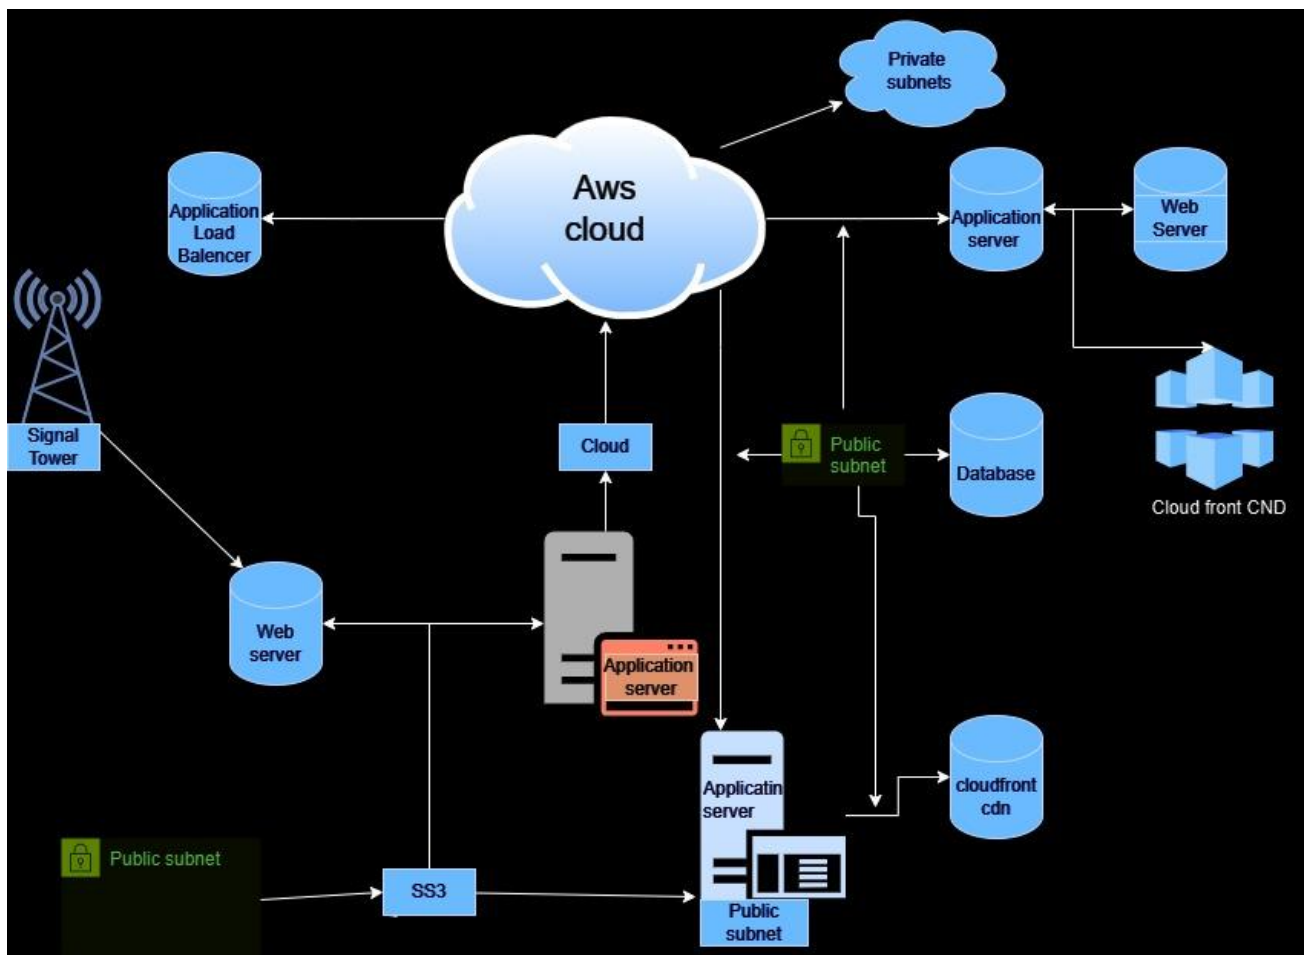 Private
subnets
Aws
cloud
Application
Load
Balencer
Application
server
Web
Server
Signal
Tower
Cloud
Public
subnet
Database
Cloud front CND
Web
server
Application
server
Applicatin
server
cloudfront
cdn
Public subnet
SS3
Public
subnet